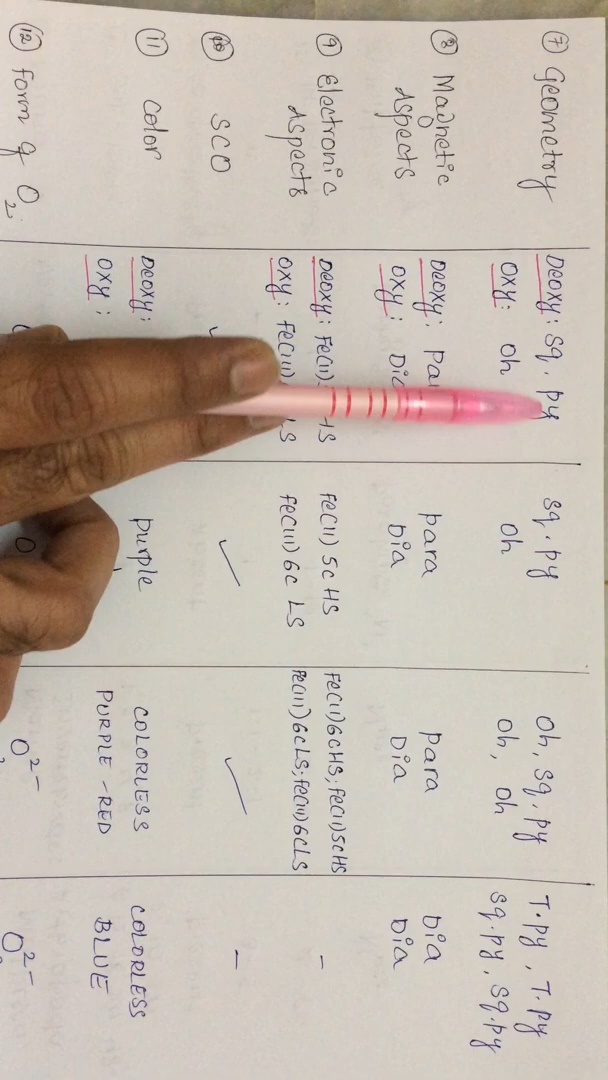 ⑦ Geometry
Deoxy: Sq. py
oxy: Oh
Sq. py
Oh
Oh, Sq. py
Oh, Oh
T.py, T.py
Sq.py, Sq.py
⑧ Magnetic
Aspects
Deoxy:
oxy:
para
Dia
para
Dia
Dia
Dia
⑨ Electronic
Aspects
Deoxy: Fe(II) HS
oxy: Fe(III) LS
Fe(II) 5C HS
Fe(III) 6C LS
Fe(II)6CHS; Fe(II)5CHS
Fe(III)6CLS; Fe(III)6CLS
-
⑩ SCO
✓
✓
-
⑪ Color
Deoxy:
oxy:
purple
COLORLESS
PURPLE-RED
COLORLESS
BLUE
⑫ Form of O2
O
O 2-
O 2-